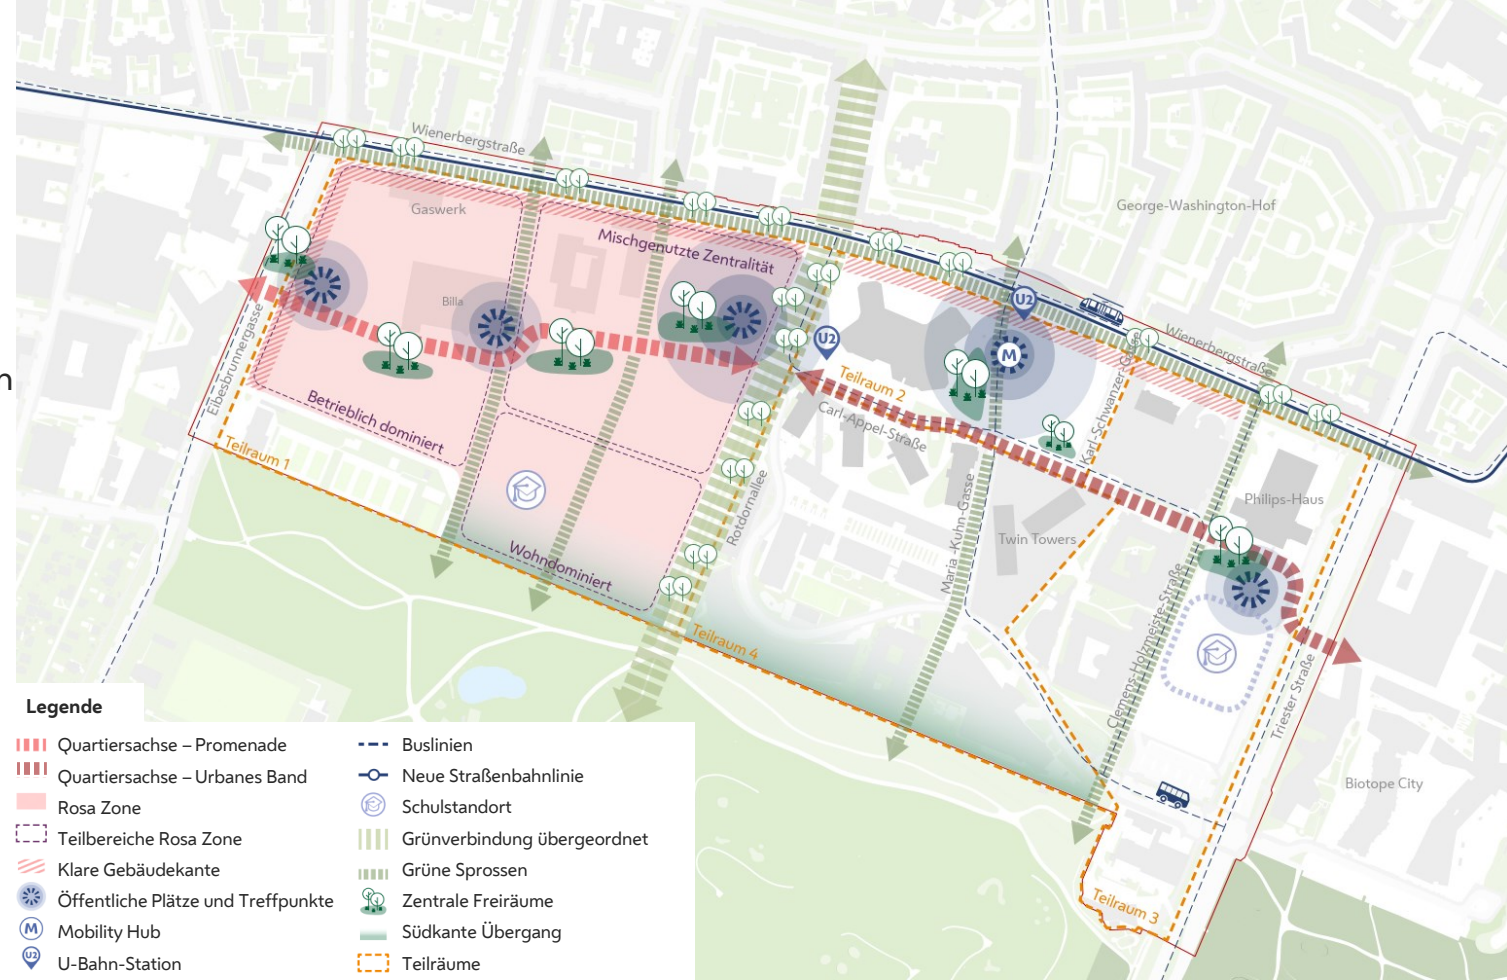 Wienerbergstraße
Gaswerk
George-Washington-Hof
Mischgenutzte Zentralität
Billa
U2
U2
M
Wienerbergstraße
Elbesbrunnergasse
Teilraum 2
Carl-Appel-Straße
Karl-Schwanzer-Gasse
n
Betrieblich dominiert
Teilraum 1
Rotdornallee
Maria-Kuhn-Gasse
Philips-Haus
Twin Towers
Wohndominiert
Teilraum 4
Clemens-Holzmeiste-Straße
Triester Straße
Biotope City
Teilraum 3
Legende
Quartiersachse – Promenade
Quartiersachse – Urbanes Band
Rosa Zone
Teilbereiche Rosa Zone
Klare Gebäudekante
Öffentliche Plätze und Treffpunkte
M
Mobility Hub
U2
U-Bahn-Station
Buslinien
Neue Straßenbahnlinie
Schulstandort
Grünverbindung übergeordnet
Grüne Sprossen
Zentrale Freiräume
Südkante Übergang
Teilräume